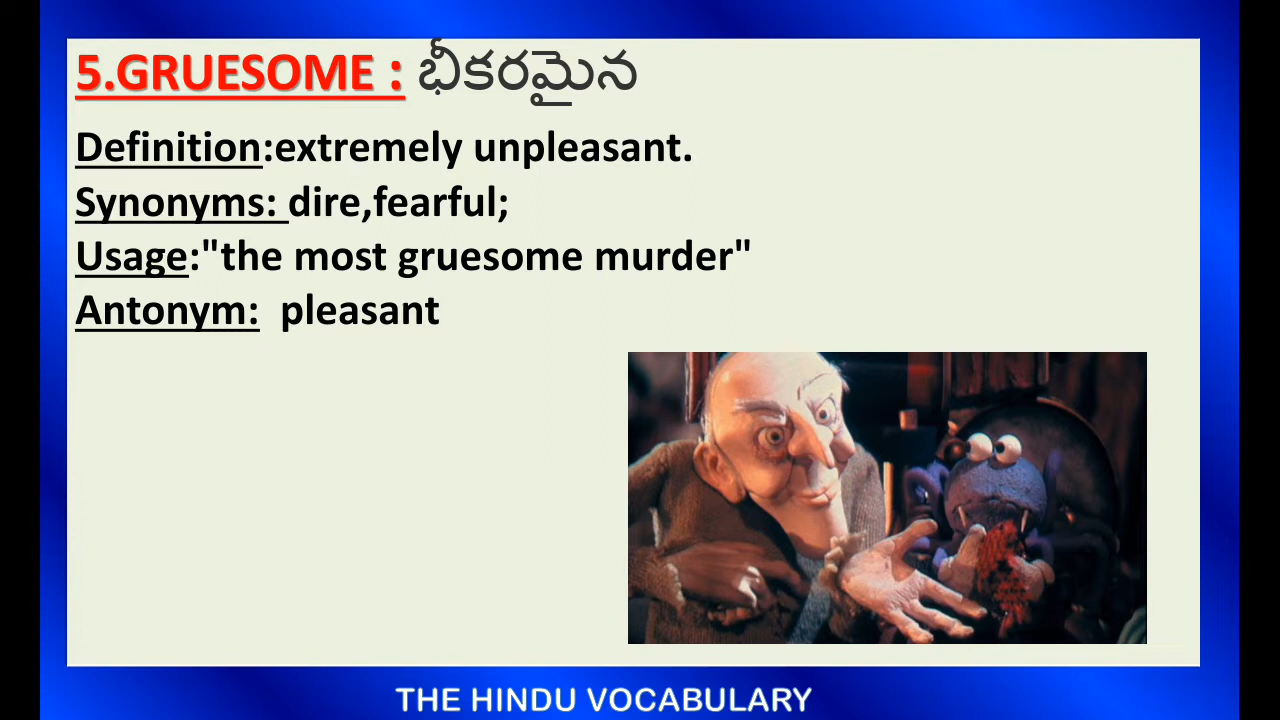 5.GRUESOME : భీకరమైన
Definition:extremely unpleasant.
Synonyms: dire,fearful;
Usage:"the most gruesome murder"
Antonym:  pleasant
THE HINDU VOCABULARY